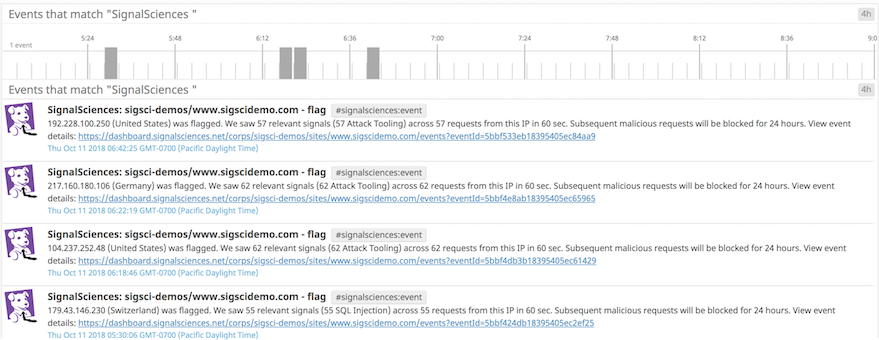 Events that match "SignalSciences "
4h
5:24 5:48 6:12 6:36 7:00 7:24 7:48 8:12 8:36 9:0
1 event
Events that match "SignalSciences "
4h
SignalSciences: sigsci-demos/www.sigscidemo.com - flag #signalsciences:event
192.228.100.250 (United States) was flagged. We saw 57 relevant signals (57 Attack Tooling) across 57 requests from this IP in 60 sec. Subsequent malicious requests will be blocked for 24 hours. View event
details: https://dashboard.signalsciences.net/corps/sigsci-demos/sites/www.sigscidemo.com/events?eventId=5bbf533eb18395405ec84aa9
Thu Oct 11 2018 06:42:25 GMT-0700 (Pacific Daylight Time)
SignalSciences: sigsci-demos/www.sigscidemo.com - flag #signalsciences:event
217.160.180.106 (Germany) was flagged. We saw 62 relevant signals (62 Attack Tooling) across 62 requests from this IP in 60 sec. Subsequent malicious requests will be blocked for 24 hours. View event
details: https://dashboard.signalsciences.net/corps/sigsci-demos/sites/www.sigscidemo.com/events?eventId=5bbf4e8ab18395405ec65965
Thu Oct 11 2018 06:22:19 GMT-0700 (Pacific Daylight Time)
SignalSciences: sigsci-demos/www.sigscidemo.com - flag #signalsciences:event
104.237.252.48 (United States) was flagged. We saw 62 relevant signals (62 Attack Tooling) across 62 requests from this IP in 60 sec. Subsequent malicious requests will be blocked for 24 hours. View event
details: https://dashboard.signalsciences.net/corps/sigsci-demos/sites/www.sigscidemo.com/events?eventId=5bbf4db3b18395405ec61429
Thu Oct 11 2018 06:18:46 GMT-0700 (Pacific Daylight Time)
SignalSciences: sigsci-demos/www.sigscidemo.com - flag #signalsciences:event
179.43.146.230 (Switzerland) was flagged. We saw 55 relevant signals (55 SQL Injection) across 55 requests from this IP in 60 sec. Subsequent malicious requests will be blocked for 24 hours. View event
details: https://dashboard.signalsciences.net/corps/sigsci-demos/sites/www.sigscidemo.com/events?eventId=5bbf424db18395405ec2ef25
Thu Oct 11 2018 05:30:06 GMT-0700 (Pacific Daylight Time)